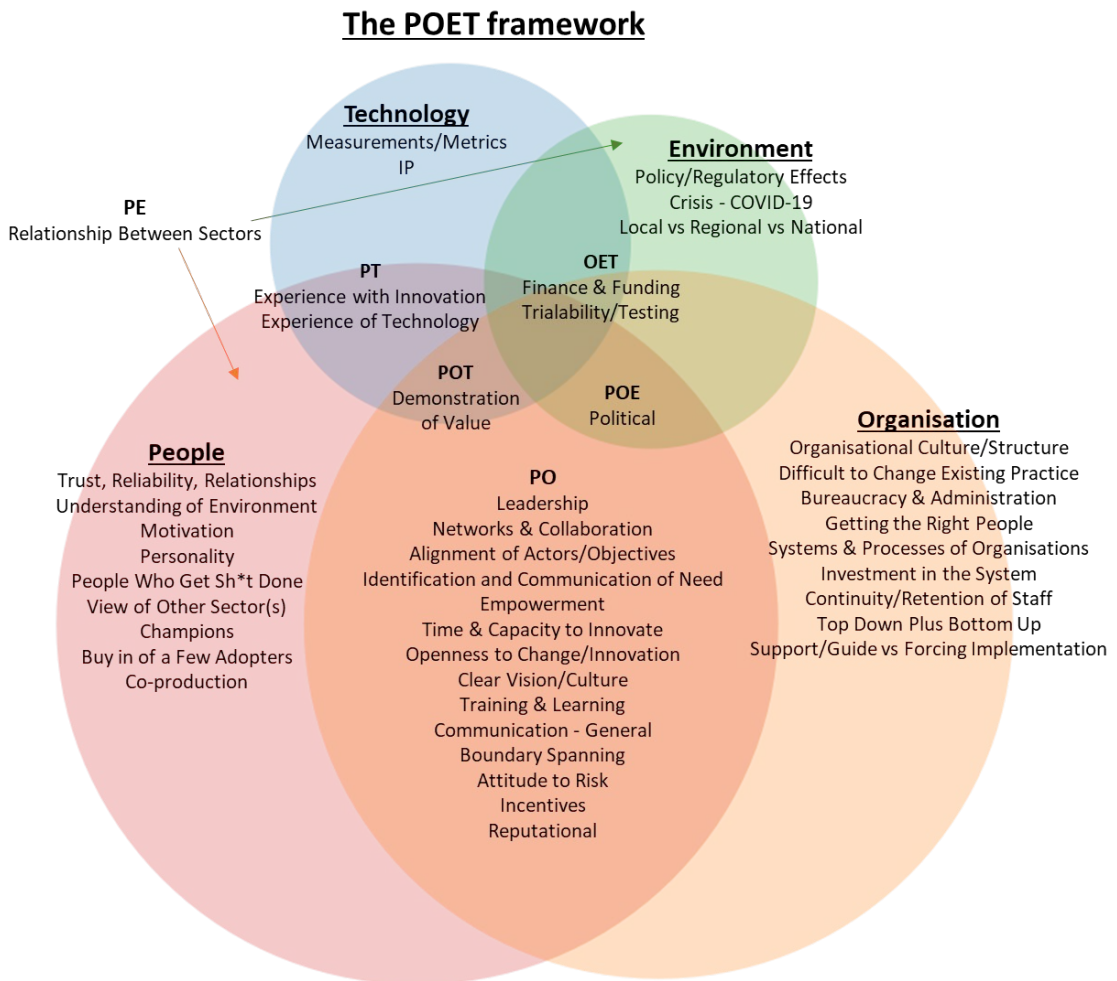 The POET framework
Technology
Measurements/Metrics
IP
Environment
Policy/Regulatory Effects
Crisis - COVID-19
Local vs Regional vs National
PE
Relationship Between Sectors
PT
Experience with Innovation
Experience of Technology
OET
Finance & Funding
Trialability/Testing
POT
Demonstration
of Value
POE
Political
People
Trust, Reliability, Relationships
Understanding of Environment
Motivation
Personality
People Who Get Sh*t Done
View of Other Sector(s)
Champions
Buy in of a Few Adopters
Co-production
PO
Leadership
Networks & Collaboration
Alignment of Actors/Objectives
Identification and Communication of Need
Empowerment
Time & Capacity to Innovate
Openness to Change/Innovation
Clear Vision/Culture
Training & Learning
Communication - General
Boundary Spanning
Attitude to Risk
Incentives
Reputational
Organisation
Organisational Culture/Structure
Difficult to Change Existing Practice
Bureaucracy & Administration
Getting the Right People
Systems & Processes of Organisations
Investment in the System
Continuity/Retention of Staff
Top Down Plus Bottom Up
Support/Guide vs Forcing Implementation